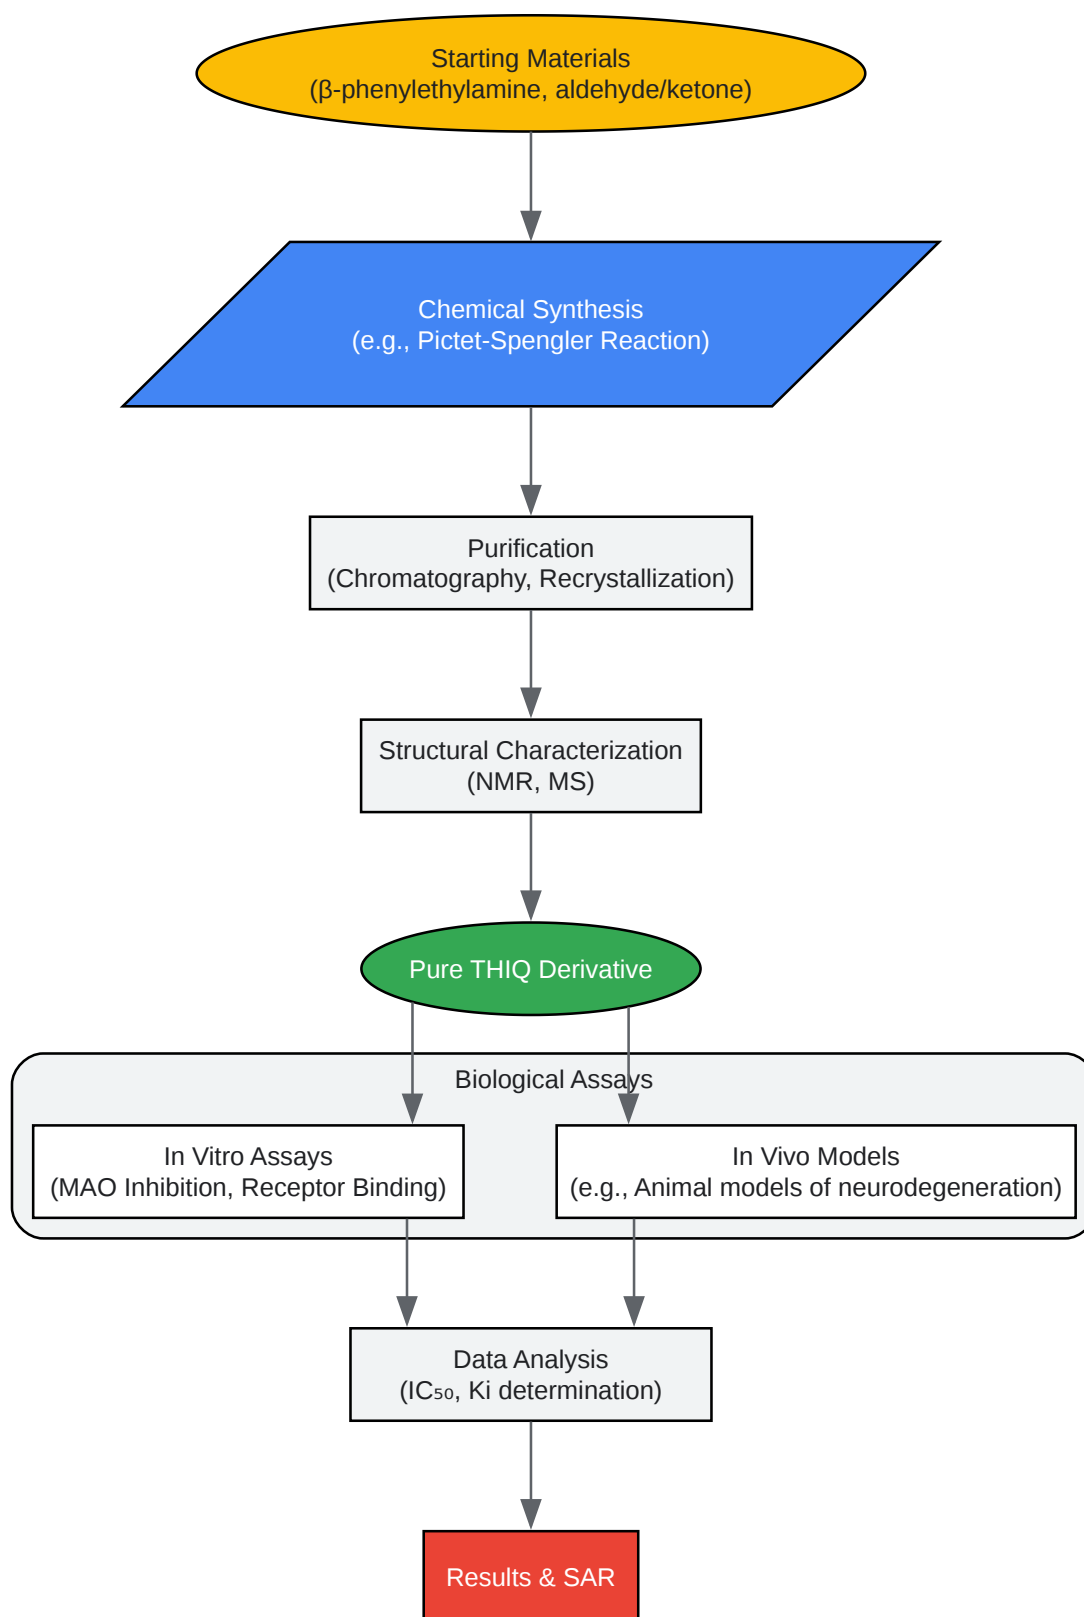 Starting Materials
(β-phenylethylamine, aldehyde/ketone)
Chemical Synthesis
(e.g., Pictet-Spengler Reaction)
Purification
(Chromatography, Recrystallization)
Structural Characterization
(NMR, MS)
Pure THIQ Derivative
Biological Assays
In Vitro Assays
(MAO Inhibition, Receptor Binding)
In Vivo Models
(e.g., Animal models of neurodegeneration)
Data Analysis
(IC₅₀, Ki determination)
Results & SAR